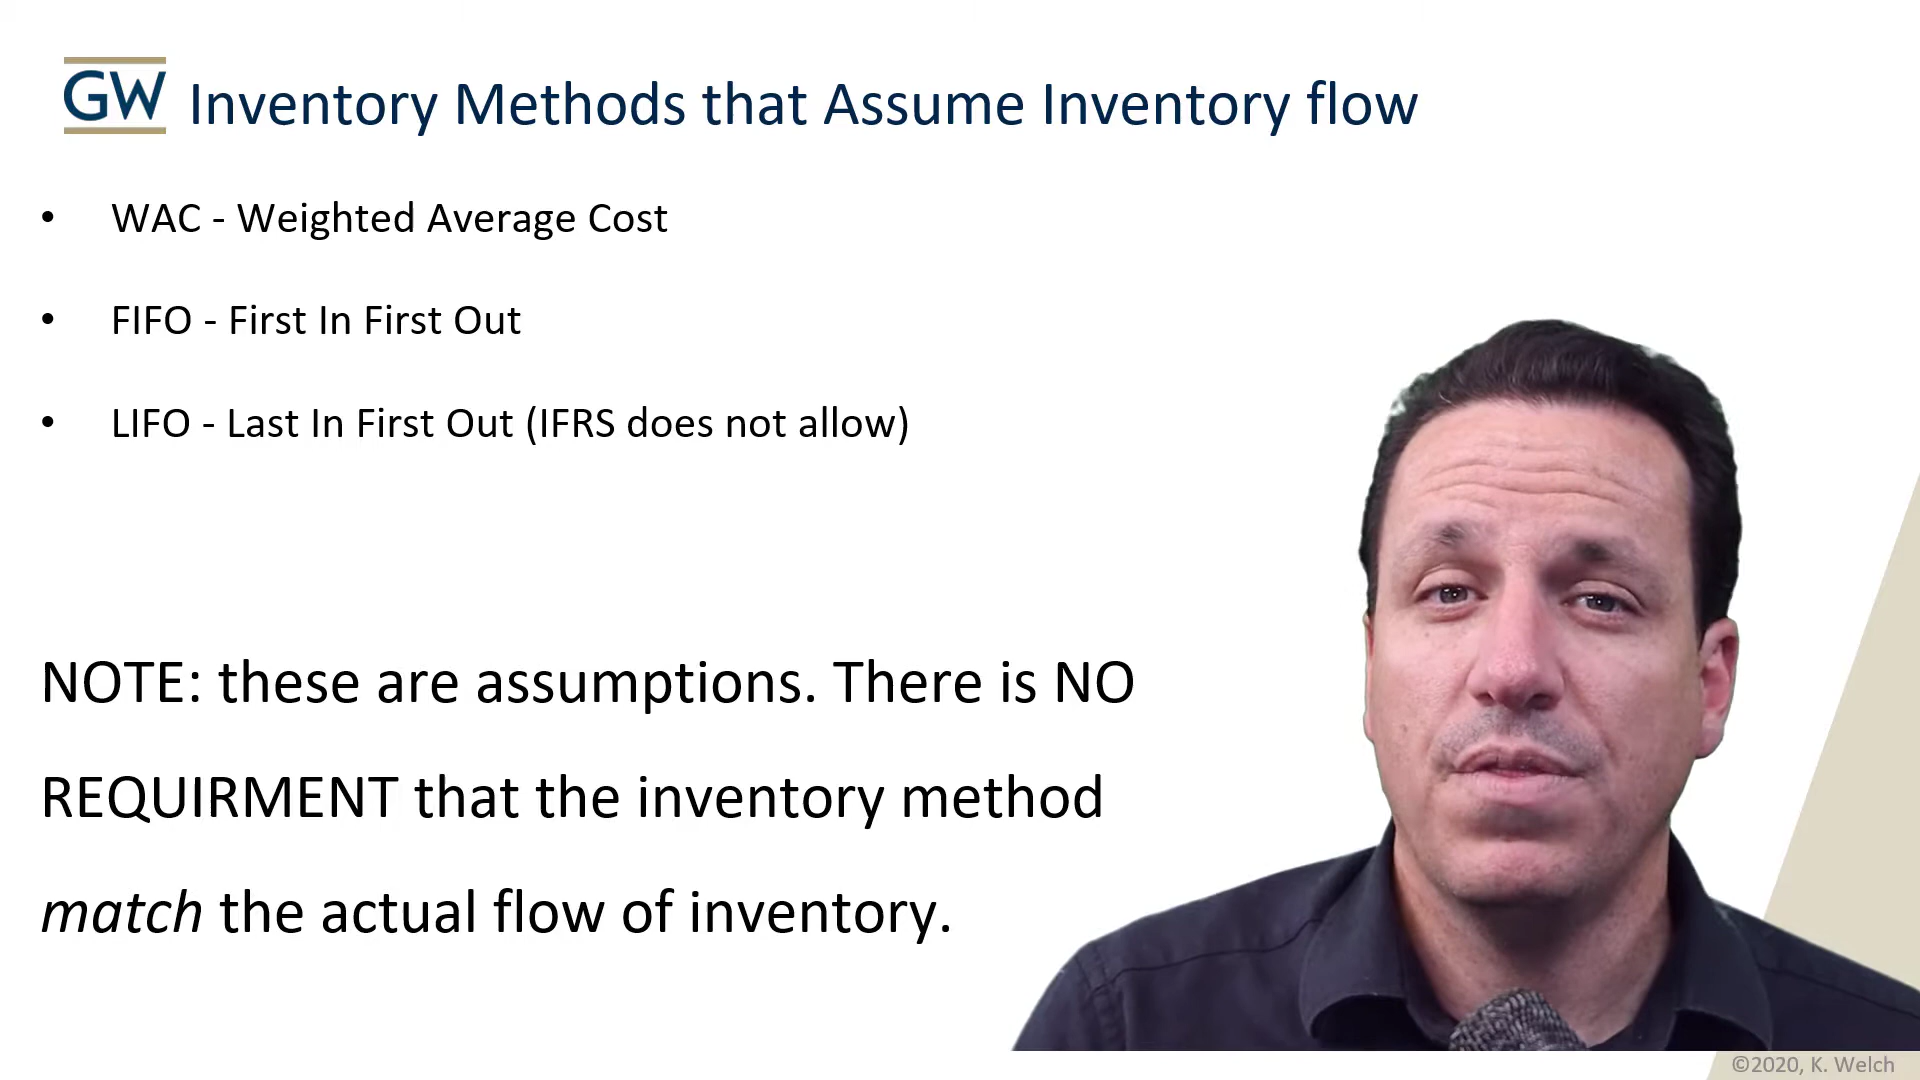 GW
Inventory Methods that Assume Inventory flow
• WAC - Weighted Average Cost
• FIFO - First In First Out
• LIFO - Last In First Out (IFRS does not allow)
NOTE: these are assumptions. There is NO
REQUIRMENT that the inventory method
match the actual flow of inventory.
©2020, K. Welch